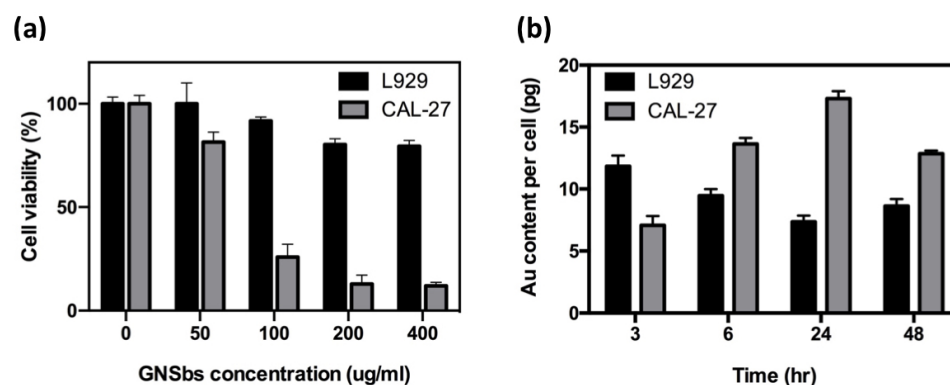 (a)
Cell viability (%)
100
50
0
L929
CAL-27
0 50 100 200 400
GNSbs concentration (ug/ml)
(b)
Au content per cell (pg)
20
15
10
5
0
L929
CAL-27
3 6 24 48
Time (hr)